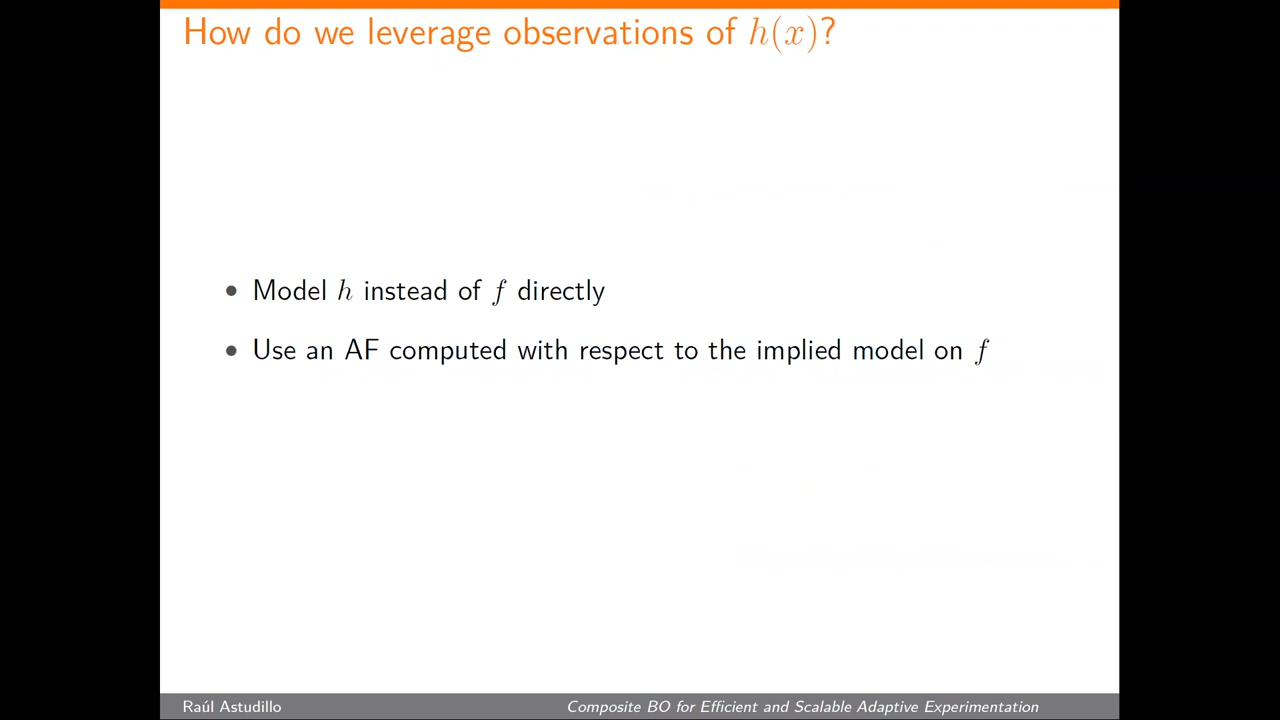 How do we leverage observations of h(x)?
• Model h instead of f directly
• Use an AF computed with respect to the implied model on f
Raúl Astudillo
Composite BO for Efficient and Scalable Adaptive Experimentation